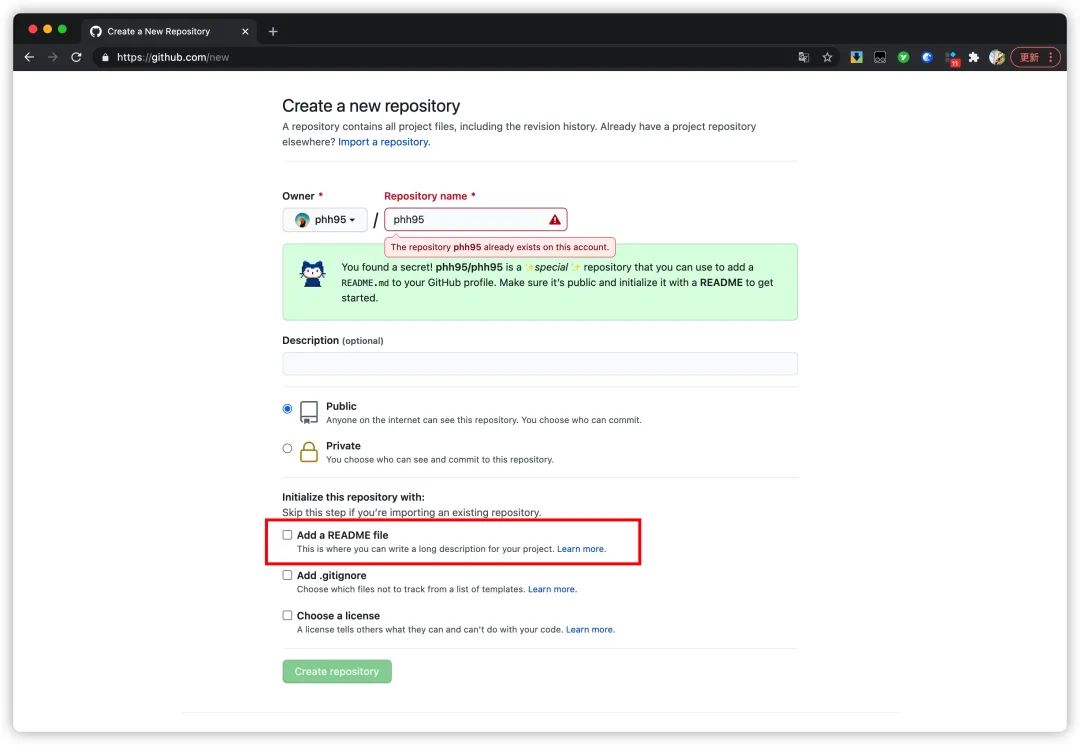 Create a New Repository
https://github.com/new
11
更新
Create a new repository
A repository contains all project files, including the revision history. Already have a project repository
elsewhere? Import a repository.
Owner * Repository name *
phh95 / phh95
The repository phh95 already exists on this account.
You found a secret! phh95/phh95 is a ✨special✨ repository that you can use to add a
README.md to your GitHub profile. Make sure it's public and initialize it with a README to get
started.
Description (optional)
Public
Anyone on the internet can see this repository. You choose who can commit.
Private
You choose who can see and commit to this repository.
Initialize this repository with:
Skip this step if you're importing an existing repository.
Add a README file
This is where you can write a long description for your project. Learn more.
Add .gitignore
Choose which files not to track from a list of templates. Learn more.
Choose a license
A license tells others what they can and can't do with your code. Learn more.
Create repository